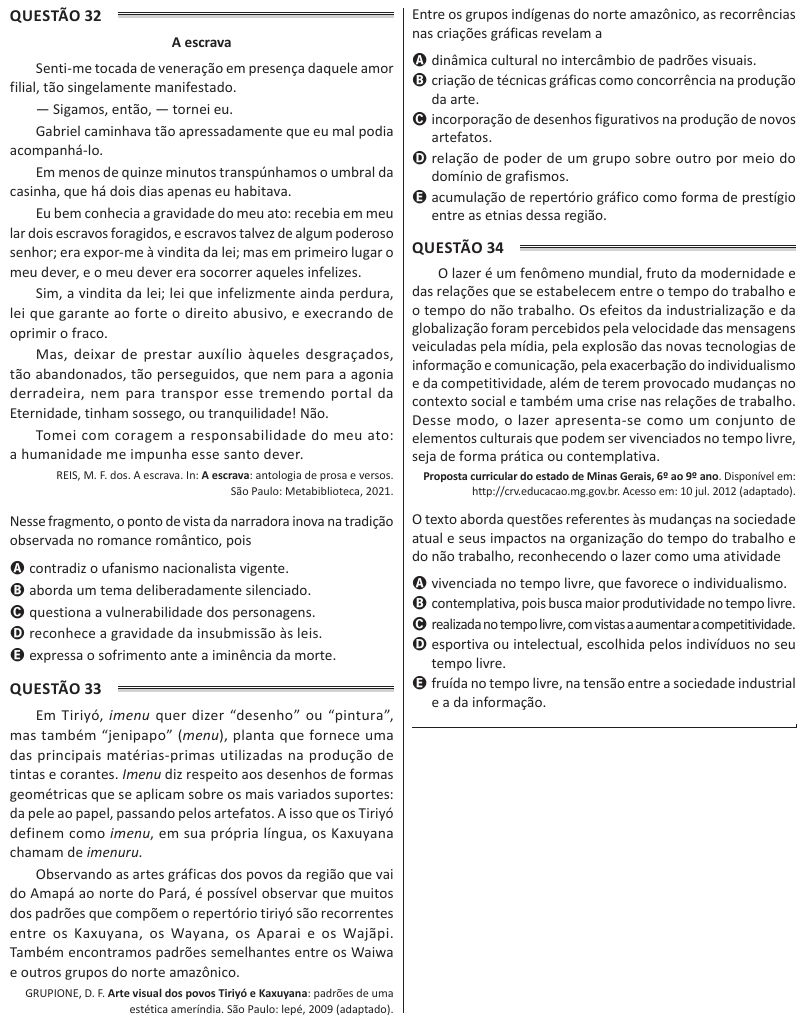 QUESTÃO 32
A escrava
Senti-me tocada de veneração em presença daquele amor
filial, tão singelamente manifestado.
— Sigamos, então, — tornei eu.
Gabriel caminhava tão apressadamente que eu mal podia
acompanhá-lo.
Em menos de quinze minutos transpúnhamos o umbral da
casinha, que há dois dias apenas eu habitava.
Eu bem conhecia a gravidade do meu ato: recebia em meu
lar dois escravos foragidos, e escravos talvez de algum poderoso
senhor; era expor-me à vindita da lei; mas em primeiro lugar o
meu dever, e o meu dever era socorrer aqueles infelizes.
Sim, a vindita da lei; lei que infelizmente ainda perdura,
lei que garante ao forte o direito abusivo, e execrando de
oprimir o fraco.
Mas, deixar de prestar auxílio àqueles desgraçados,
tão abandonados, tão perseguidos, que nem para a agonia
derradeira, nem para transpor esse tremendo portal da
Eternidade, tinham sossego, ou tranquilidade! Não.
Tomei com coragem a responsabilidade do meu ato:
a humanidade me impunha esse santo dever.
REIS, M. F. dos. A escrava. In: A escrava: antologia de prosa e versos.
São Paulo: Metabiblioteca, 2021.
Nesse fragmento, o ponto de vista da narradora inova na tradição
observada no romance romântico, pois
A contradiz o ufanismo nacionalista vigente.
B aborda um tema deliberadamente silenciado.
C questiona a vulnerabilidade dos personagens.
D reconhece a gravidade da insubmissão às leis.
E expressa o sofrimento ante a iminência da morte.
QUESTÃO 33
Em Tiriyó, imenu quer dizer “desenho” ou “pintura”,
mas também “jenipapo” (menu), planta que fornece uma
das principais matérias-primas utilizadas na produção de
tintas e corantes. Imenu diz respeito aos desenhos de formas
geométricas que se aplicam sobre os mais variados suportes:
da pele ao papel, passando pelos artefatos. A isso que os Tiriyó
definem como imenu, em sua própria língua, os Kaxuyana
chamam de imenuru.
Observando as artes gráficas dos povos da região que vai
do Amapá ao norte do Pará, é possível observar que muitos
dos padrões que compõem o repertório tiriyó são recorrentes
entre os Kaxuyana, os Wayana, os Aparai e os Wajãpi.
Também encontramos padrões semelhantes entre os Waiwa
e outros grupos do norte amazônico.
GRUPIONE, D. F. Arte visual dos povos Tiriyó e Kaxuyana: padrões de uma
estética ameríndia. São Paulo: Iepé, 2009 (adaptado).
Entre os grupos indígenas do norte amazônico, as recorrências
nas criações gráficas revelam a
A dinâmica cultural no intercâmbio de padrões visuais.
B criação de técnicas gráficas como concorrência na produção
da arte.
C incorporação de desenhos figurativos na produção de novos
artefatos.
D relação de poder de um grupo sobre outro por meio do
domínio de grafismos.
E acumulação de repertório gráfico como forma de prestígio
entre as etnias dessa região.
QUESTÃO 34
O lazer é um fenômeno mundial, fruto da modernidade e
das relações que se estabelecem entre o tempo do trabalho e
o tempo do não trabalho. Os efeitos da industrialização e da
globalização foram percebidos pela velocidade das mensagens
veiculadas pela mídia, pela explosão das novas tecnologias de
informação e comunicação, pela exacerbação do individualismo
e da competitividade, além de terem provocado mudanças no
contexto social e também uma crise nas relações de trabalho.
Desse modo, o lazer apresenta-se como um conjunto de
elementos culturais que podem ser vivenciados no tempo livre,
seja de forma prática ou contemplativa.
Proposta curricular do estado de Minas Gerais, 6º ao 9º ano. Disponível em:
http://crv.educacao.mg.gov.br. Acesso em: 10 jul. 2012 (adaptado).
O texto aborda questões referentes às mudanças na sociedade
atual e seus impactos na organização do tempo do trabalho e
do não trabalho, reconhecendo o lazer como uma atividade
A vivenciada no tempo livre, que favorece o individualismo.
B contemplativa, pois busca maior produtividade no tempo livre.
C realizada no tempo livre, com vistas a aumentar a competitividade.
D esportiva ou intelectual, escolhida pelos indivíduos no seu
tempo livre.
E fruída no tempo livre, na tensão entre a sociedade industrial
e a da informação.